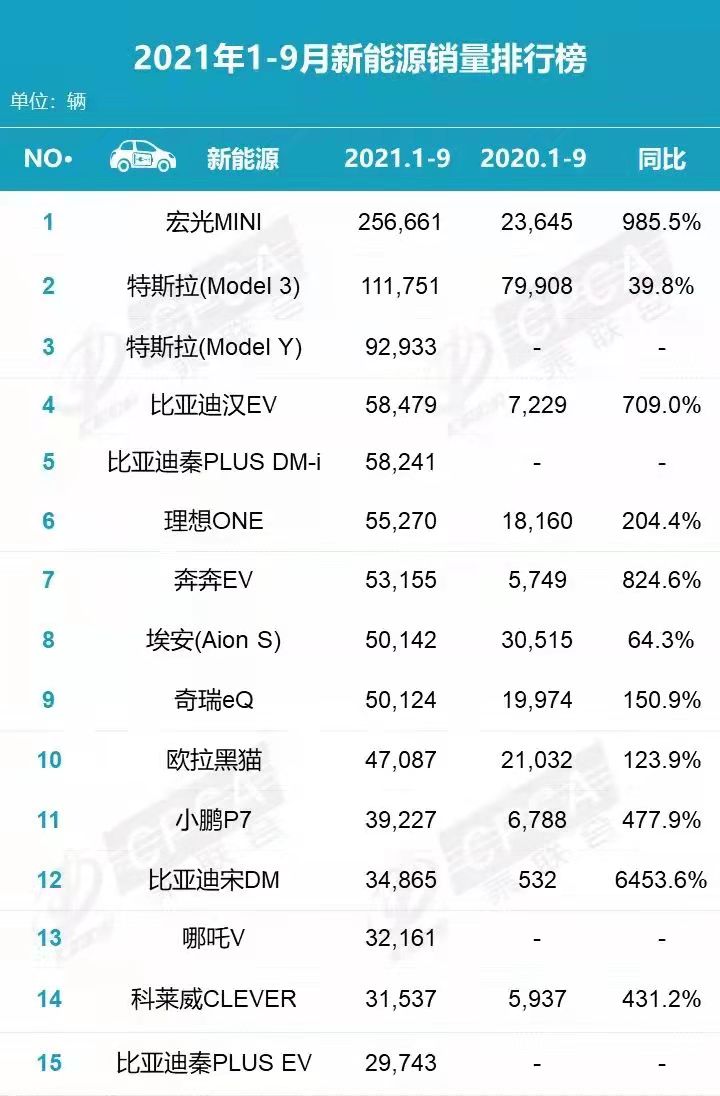 2021年1-9月新能源销量排行榜
单位：辆
NO• 新能源 2021.1-9 2020.1-9 同比
1 宏光MINI 256,661 23,645 985.5%
2 特斯拉(Model 3) 111,751 79,908 39.8%
3 特斯拉(Model Y) 92,933 - -
4 比亚迪汉EV 58,479 7,229 709.0%
5 比亚迪秦PLUS DM-i 58,241 - -
6 理想ONE 55,270 18,160 204.4%
7 奔奔EV 53,155 5,749 824.6%
8 埃安(Aion S) 50,142 30,515 64.3%
9 奇瑞eQ 50,124 19,974 150.9%
10 欧拉黑猫 47,087 21,032 123.9%
11 小鹏P7 39,227 6,788 477.9%
12 比亚迪宋DM 34,865 532 6453.6%
13 哪吒V 32,161 - -
14 科莱威CLEVER 31,537 5,937 431.2%
15 比亚迪秦PLUS EV 29,743 - -